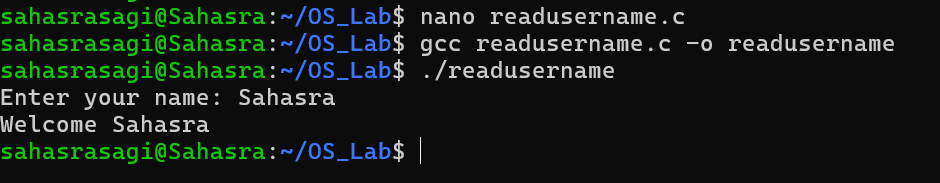 sahasrasagi@Sahasra:~/OS_Lab$ nano readusername.c
sahasrasagi@Sahasra:~/OS_Lab$ gcc readusername.c -o readusername
sahasrasagi@Sahasra:~/OS_Lab$ ./readusername
Enter your name: Sahasra
Welcome Sahasra
sahasrasagi@Sahasra:~/OS_Lab$